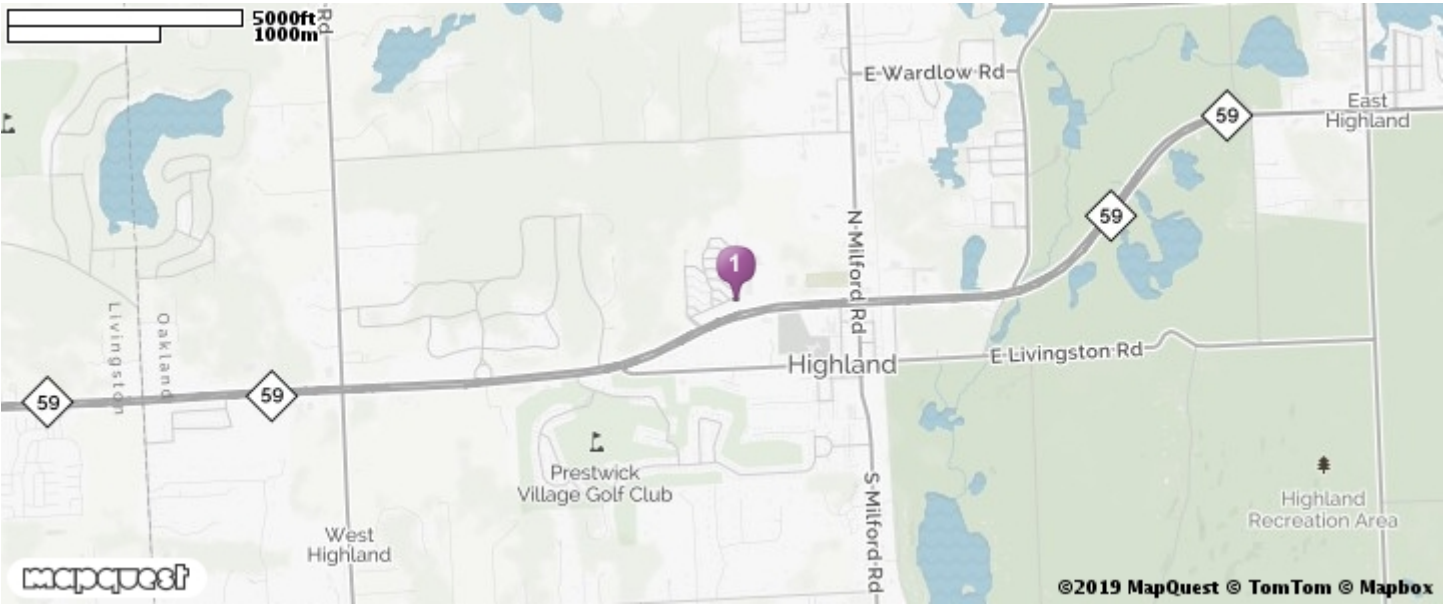 5000ft
1000m
Rd
E Wardlow Rd
59
East
Highland
59
N Milford Rd
1
Livingston
Oakland
E Livingston Rd
Highland
59
59
Prestwick
Village Golf Club
S Milford Rd
Highland
Recreation Area
West
Highland
mapquest
©2019 MapQuest © TomTom © Mapbox